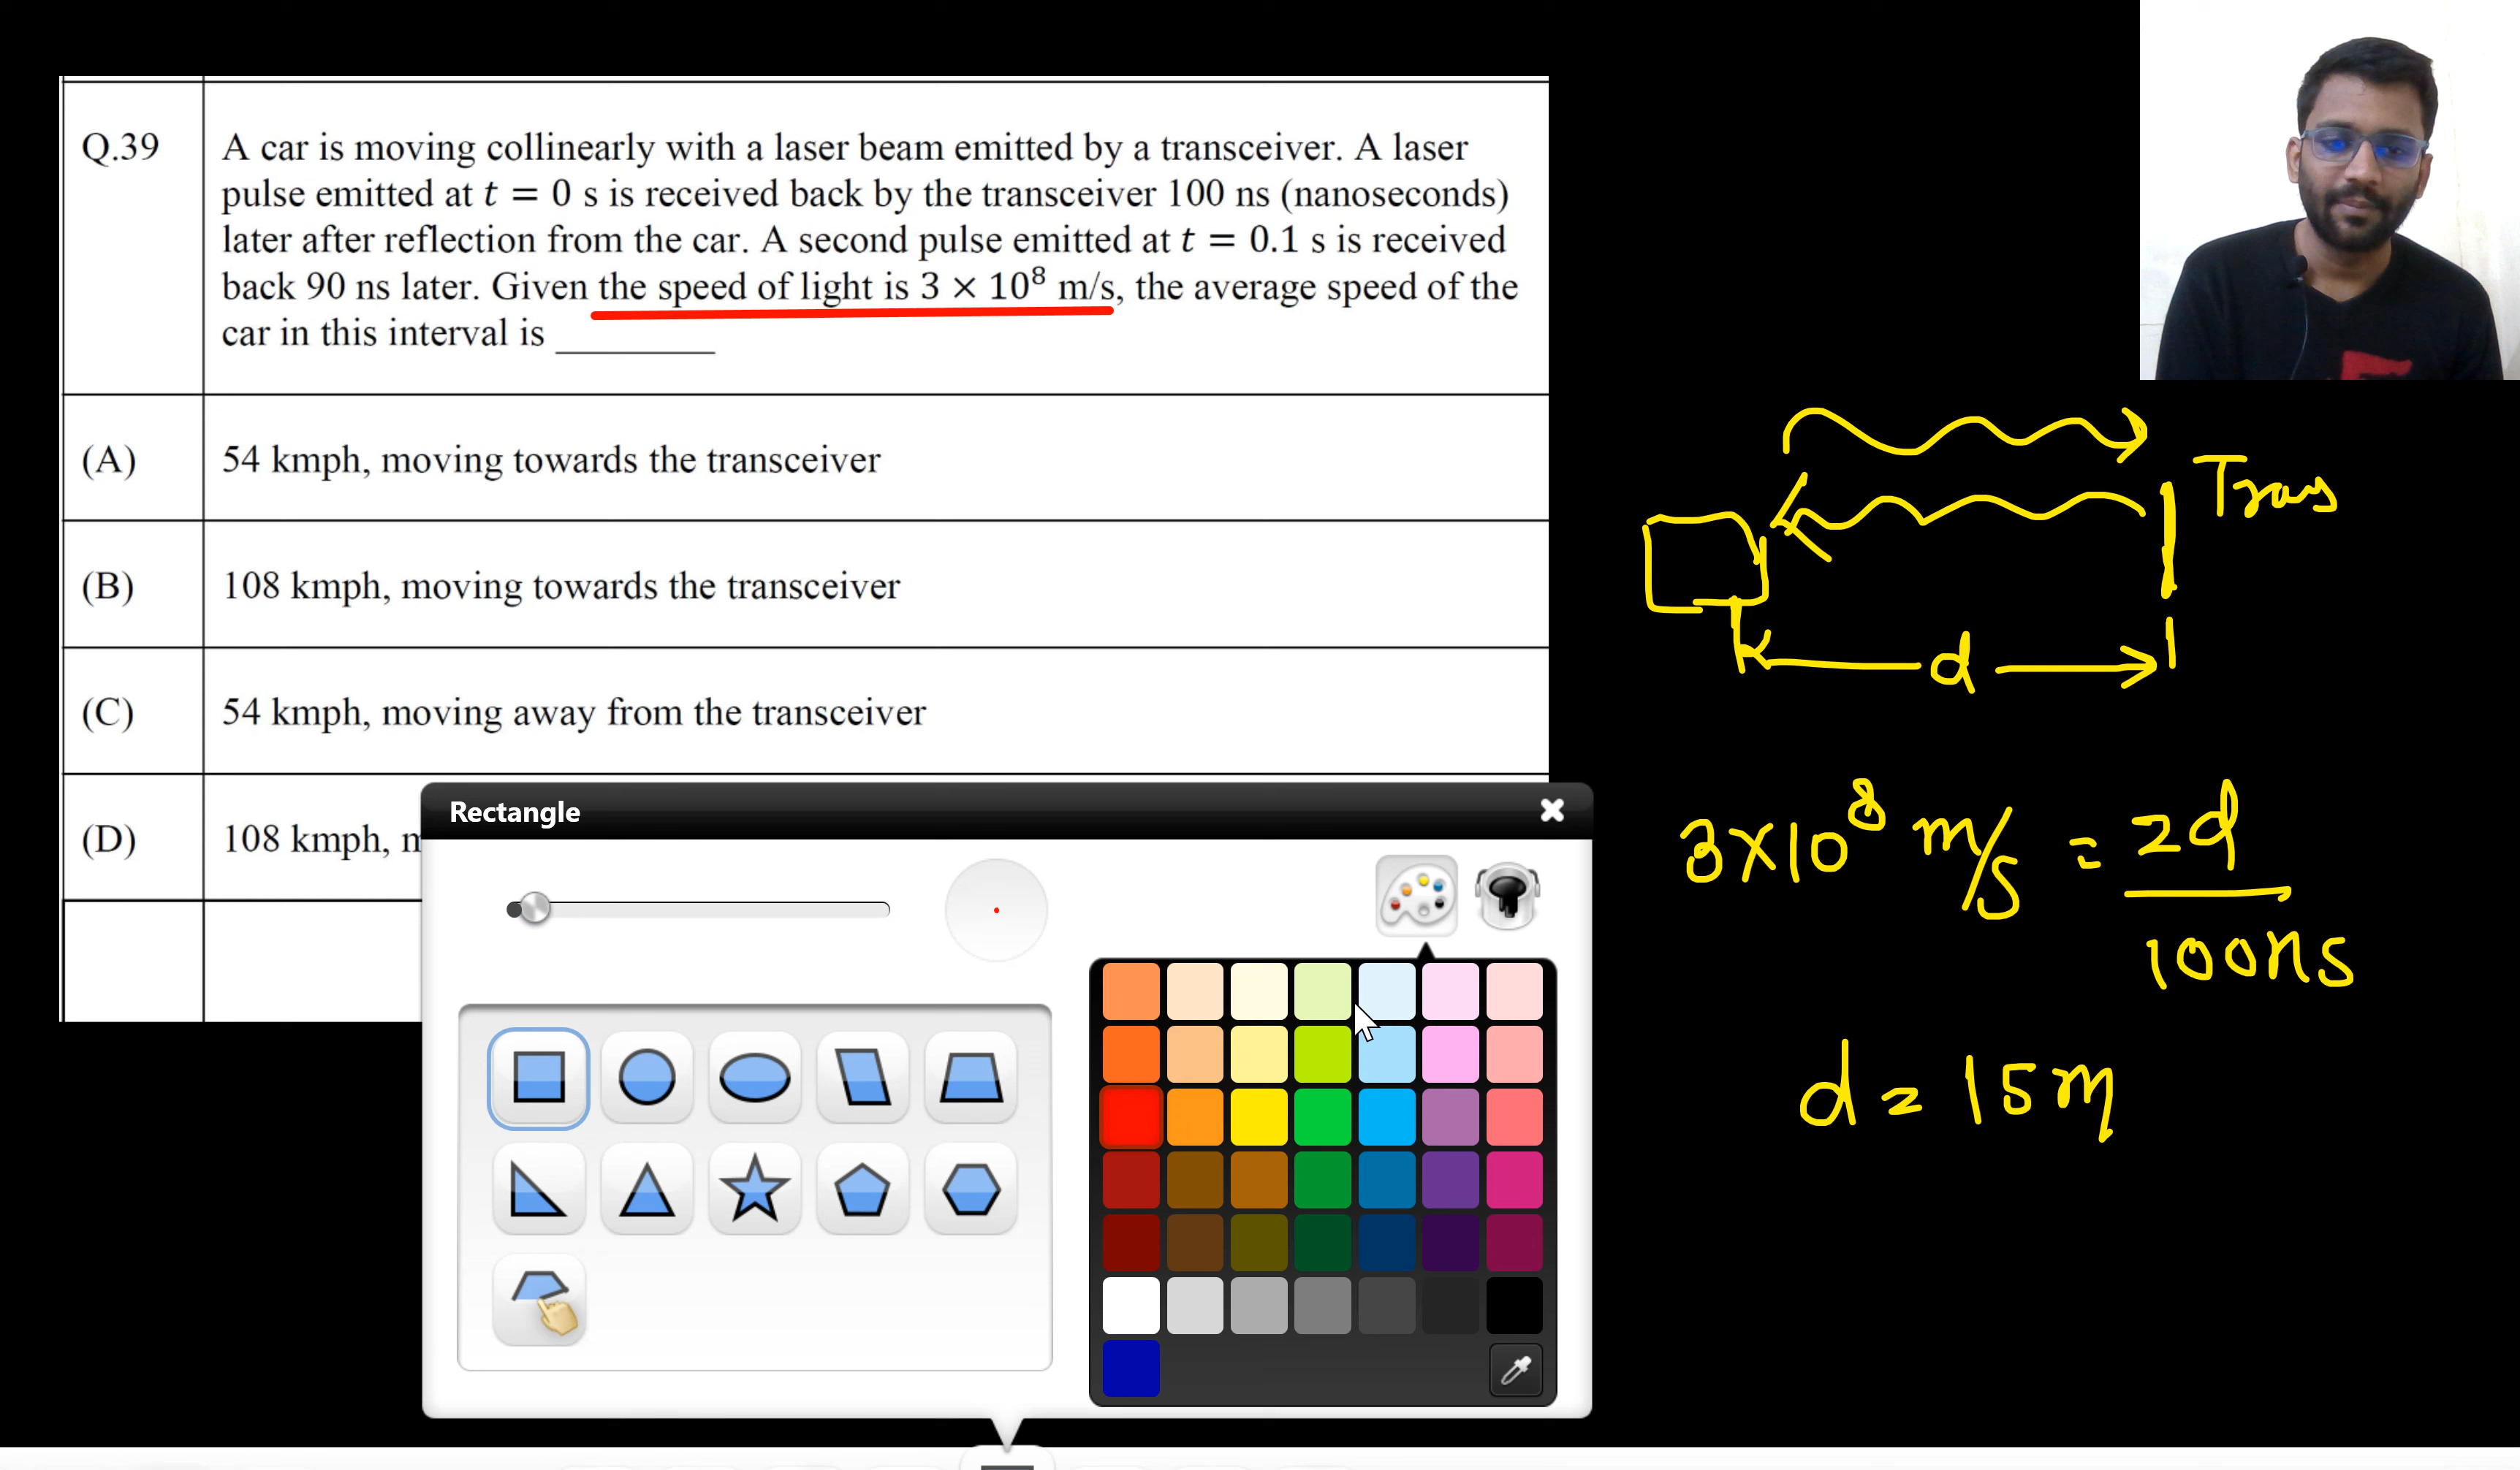 Q.39
A car is moving collinearly with a laser beam emitted by a transceiver. A laser
pulse emitted at t = 0 s is received back by the transceiver 100 ns (nanoseconds)
later after reflection from the car. A second pulse emitted at t = 0.1 s is received
back 90 ns later. Given the speed of light is 3 × 10⁸ m/s, the average speed of the
car in this interval is ________
(A) 54 kmph, moving towards the transceiver
(B) 108 kmph, moving towards the transceiver
(C) 54 kmph, moving away from the transceiver
(D) 108 kmph, m
Rectangle
Trans
d
3×10⁸ m/s = 2d/100ns
d = 15m